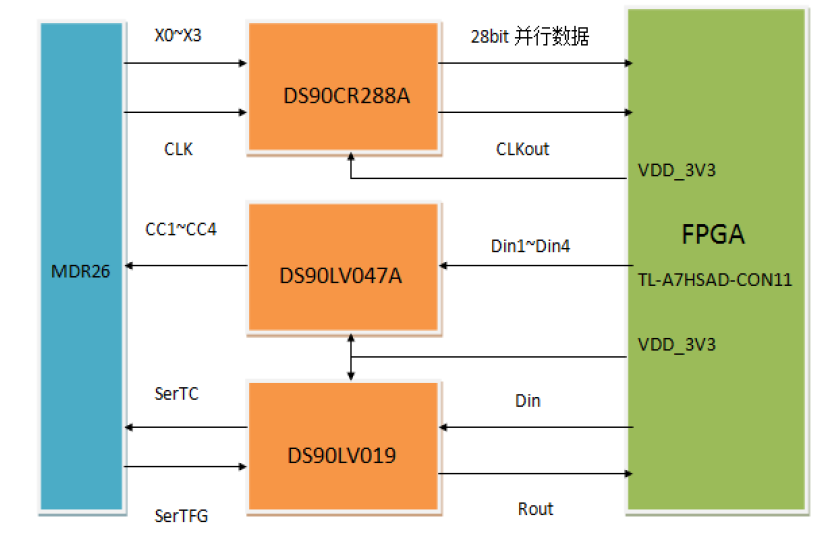 X0~X3
28bit 并行数据
DS90CR288A
CLK
CLKout
VDD_3V3
CC1~CC4
Din1~Din4
FPGA
MDR26
DS90LV047A
TL-A7HSAD-CON11
VDD_3V3
SerTC
Din
DS90LV019
SerTFG
Rout